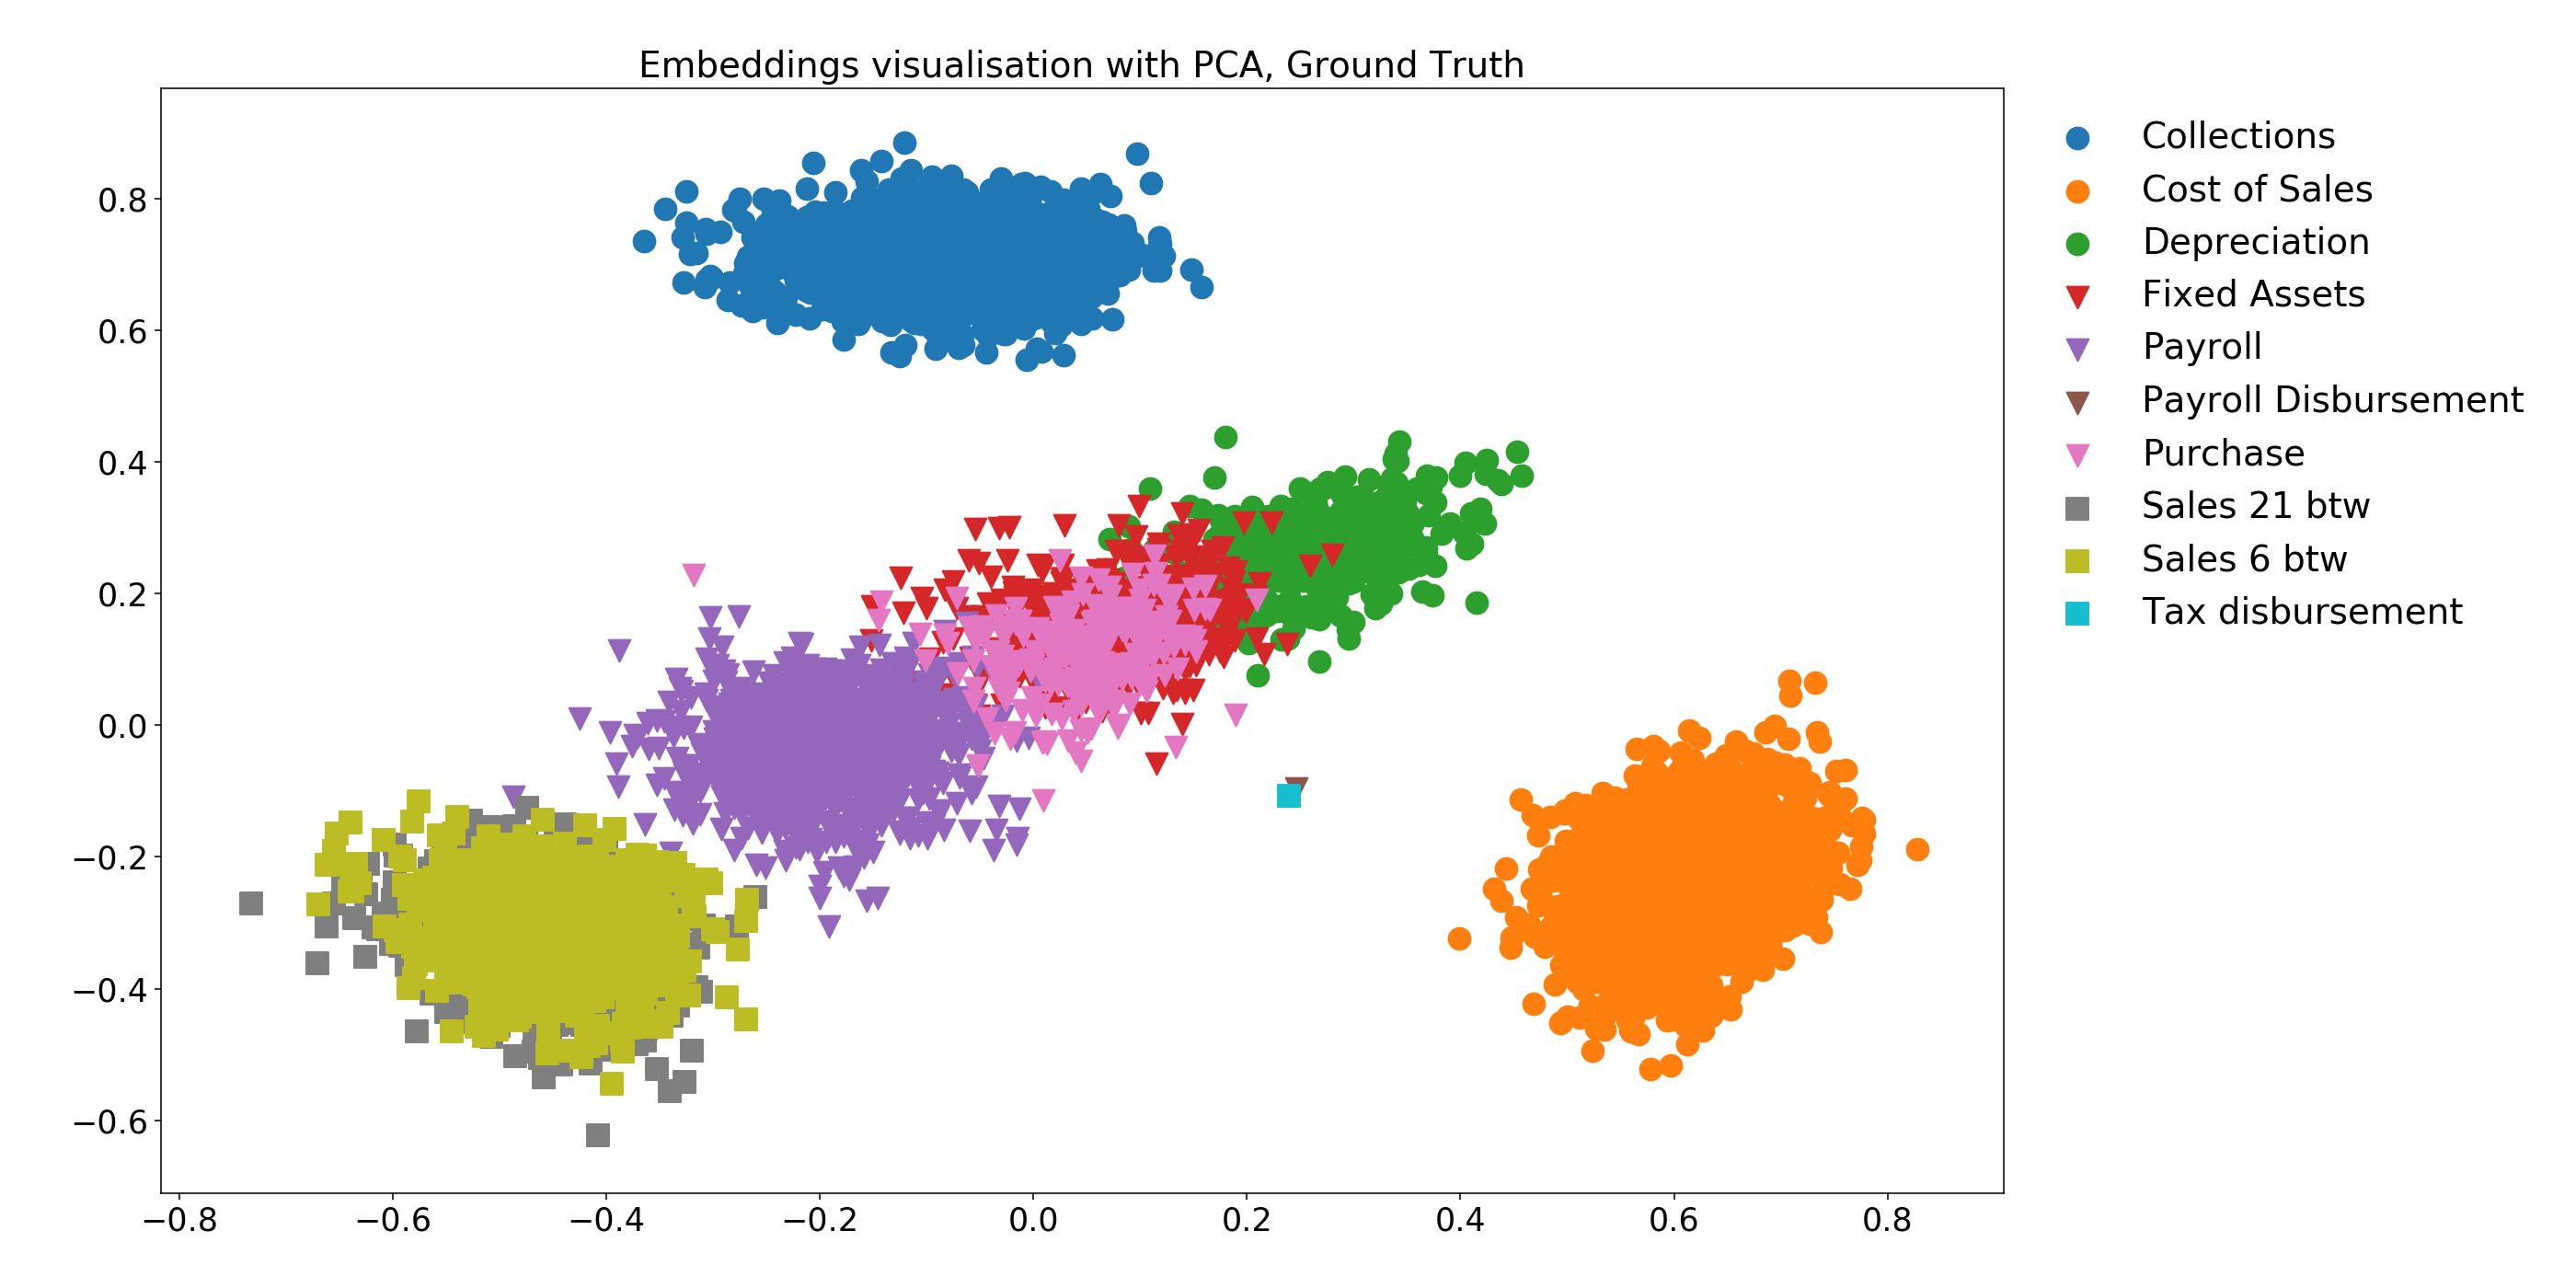 Embeddings visualisation with PCA, Ground Truth
0.8
0.6
0.4
0.2
0.0
−0.2
−0.4
−0.6
−0.8
−0.6
−0.4
−0.2
0.0
0.2
0.4
0.6
0.8
Collections
Cost of Sales
Depreciation
Fixed Assets
Payroll
Payroll Disbursement
Purchase
Sales 21 btw
Sales 6 btw
Tax disbursement